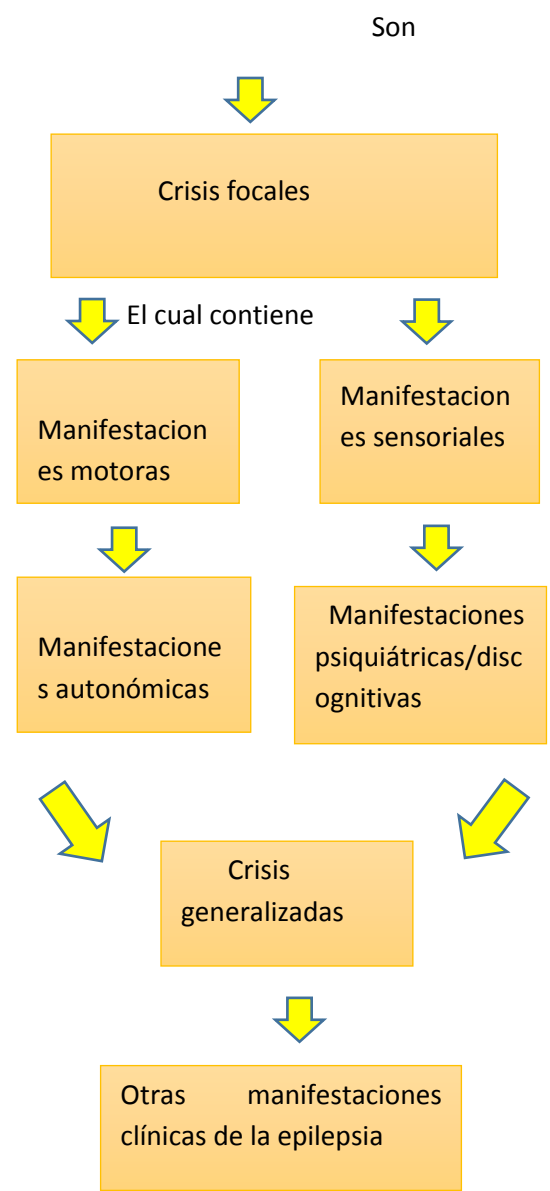 Son
Crisis focales
El cual contiene
Manifestacion
es motoras
Manifestacion
es sensoriales
Manifestacione
s autonómicas
Manifestaciones
psiquiátricas/disc
ognitivas
Crisis
generalizadas
Otras manifestaciones
clínicas de la epilepsia